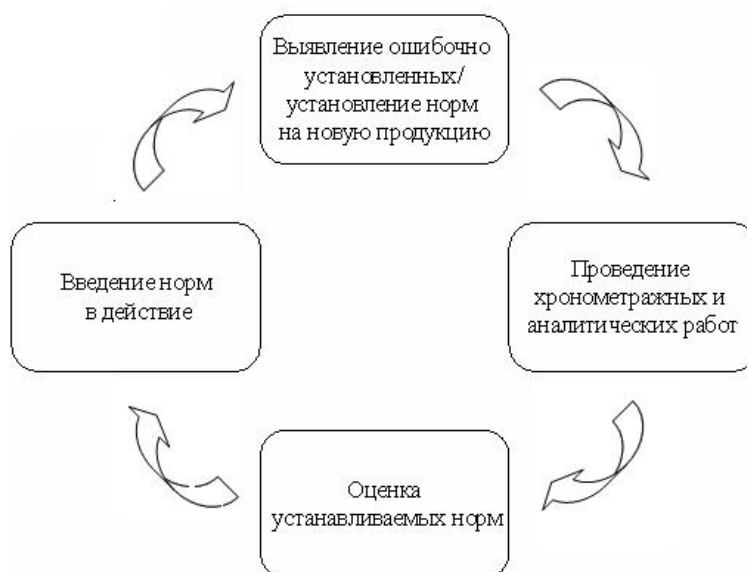 Выявление ошибочно
установленных/
установление норм
на новую продукцию
Проведение
хронометражных и
аналитических работ
Оценка
устанавливаемых норм
Введение норм
в действие